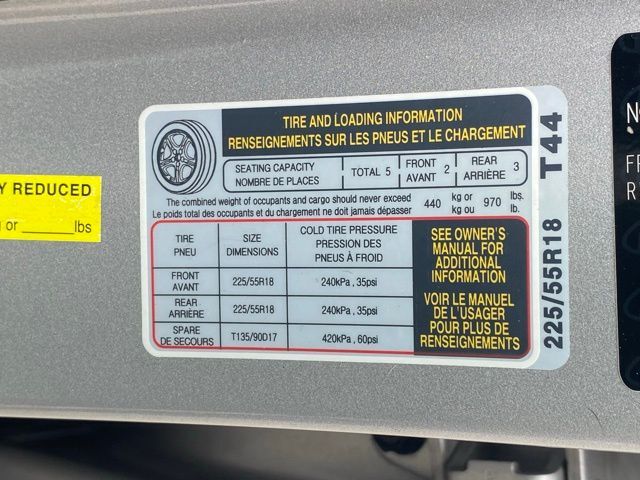 TIRE AND LOADING INFORMATION
RENSEIGNEMENTS SUR LES PNEUS ET LE CHARGEMENT
SEATING CAPACITY
NOMBRE DE PLACES
TOTAL 5
FRONT
AVANT 2
REAR
ARRIÈRE 3
The combined weight of occupants and cargo should never exceed
Le poids total des occupants et du chargement ne doit jamais dépasser
440 kg or
kg ou
970 lbs.
lb.
TIRE
PNEU
SIZE
DIMENSIONS
COLD TIRE PRESSURE
PRESSION DES
PNEUS À FROID
FRONT
AVANT
225/55R18
240kPa , 35psi
REAR
ARRIÈRE
225/55R18
240kPa , 35psi
SPARE
DE SECOURS
T135/90D17
420kPa , 60psi
SEE OWNER'S
MANUAL FOR
ADDITIONAL
INFORMATION
VOIR LE MANUEL
DE L'USAGER
POUR PLUS DE
RENSEIGNEMENTS
225/55R18 T44
Y REDUCED
or ______lbs